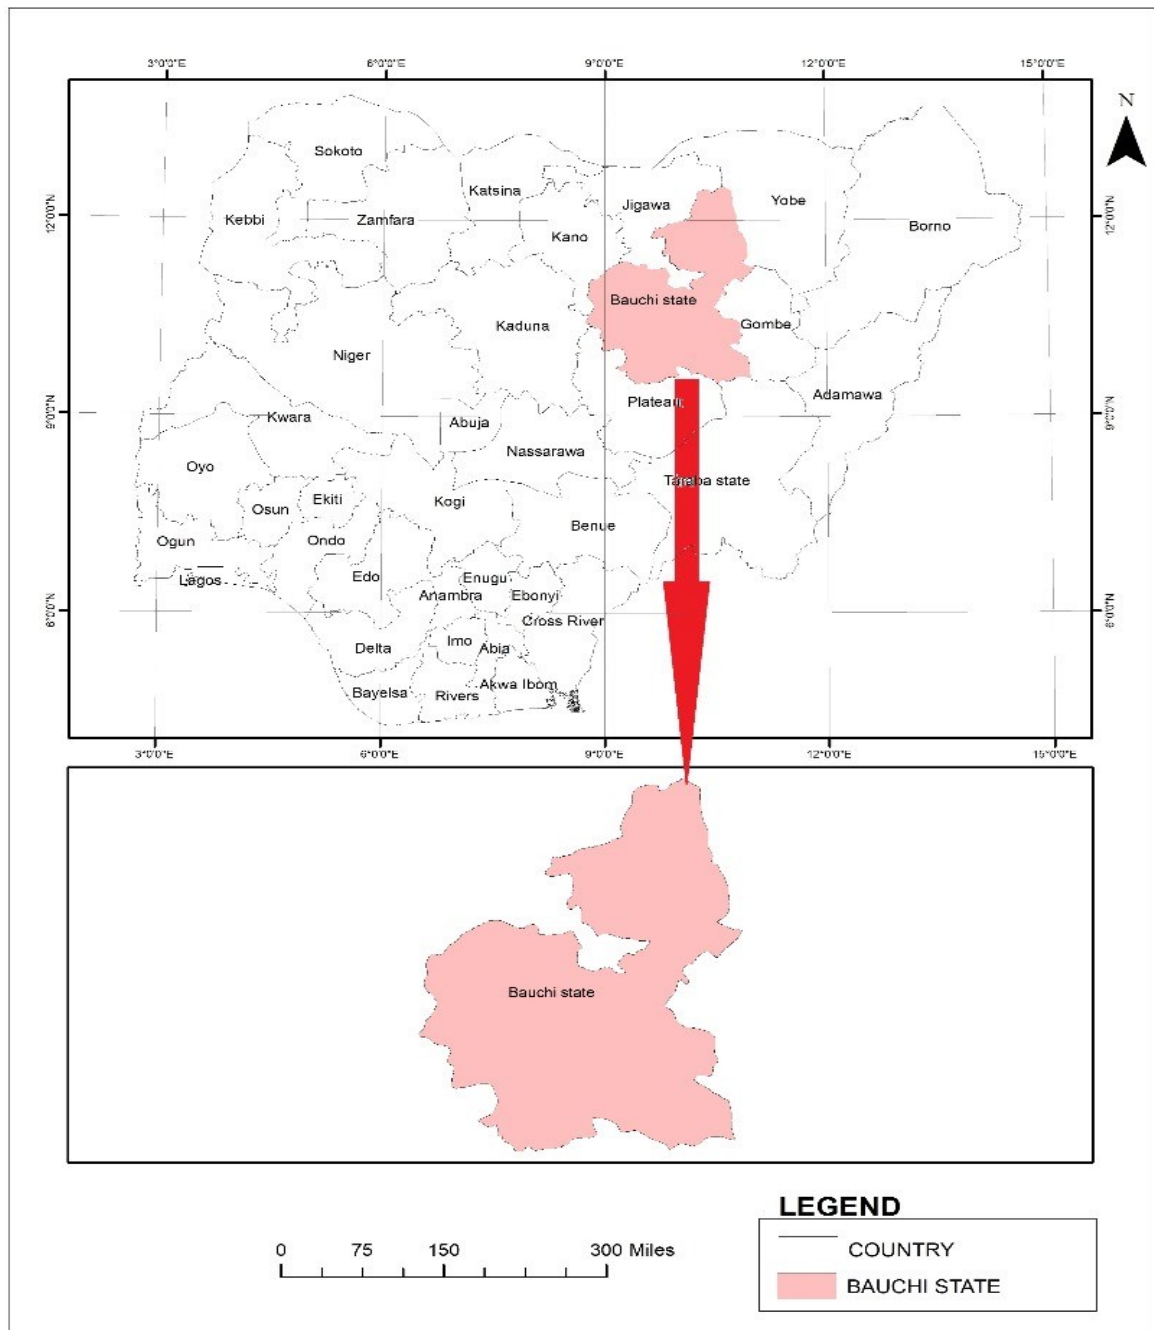 3°0'0"E 6°0'0"E 9°0'0"E 12°0'0"E 15°0'0"E
N
Sokoto
Katsina
Kebbi Zamfara Jigawa Yobe
12°0'0"N 12°0'0"N
Kano Borno
Bauchi state
Kaduna Gombe
Niger
Adamawa
Plateau
9°0'0"N 9°0'0"N
Kwara Abuja
Nassarawa
Oyo Taraba state
Ekiti Kogi
Osun Benue
Ogun Ondo
Lagos Edo Enugu
Anambra Ebonyi
6°0'0"N 6°0'0"N
Cross River
Delta Imo Abia
Bayelsa Rivers Akwa Ibom
3°0'0"E 6°0'0"E 9°0'0"E 12°0'0"E 15°0'0"E
Bauchi state
LEGEND
COUNTRY
BAUCHI STATE
0 75 150 300 Miles